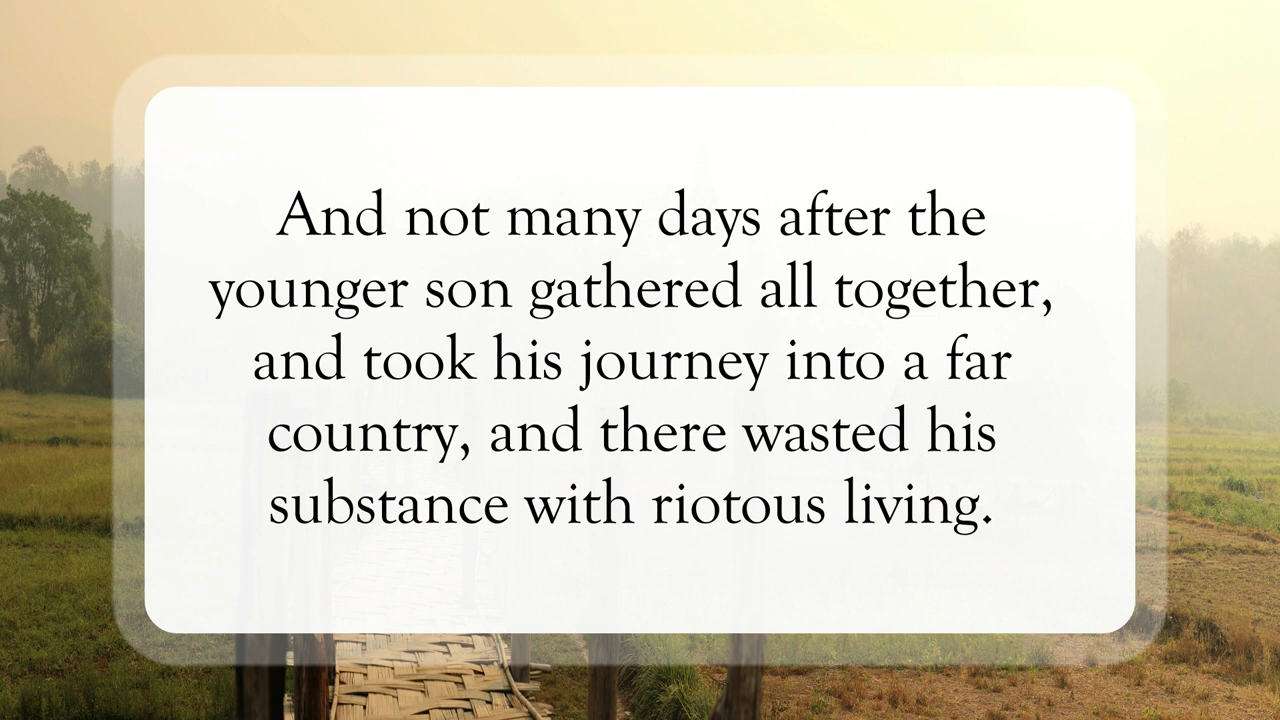 And not many days after the
younger son gathered all together,
and took his journey into a far
country, and there wasted his
substance with riotous living.